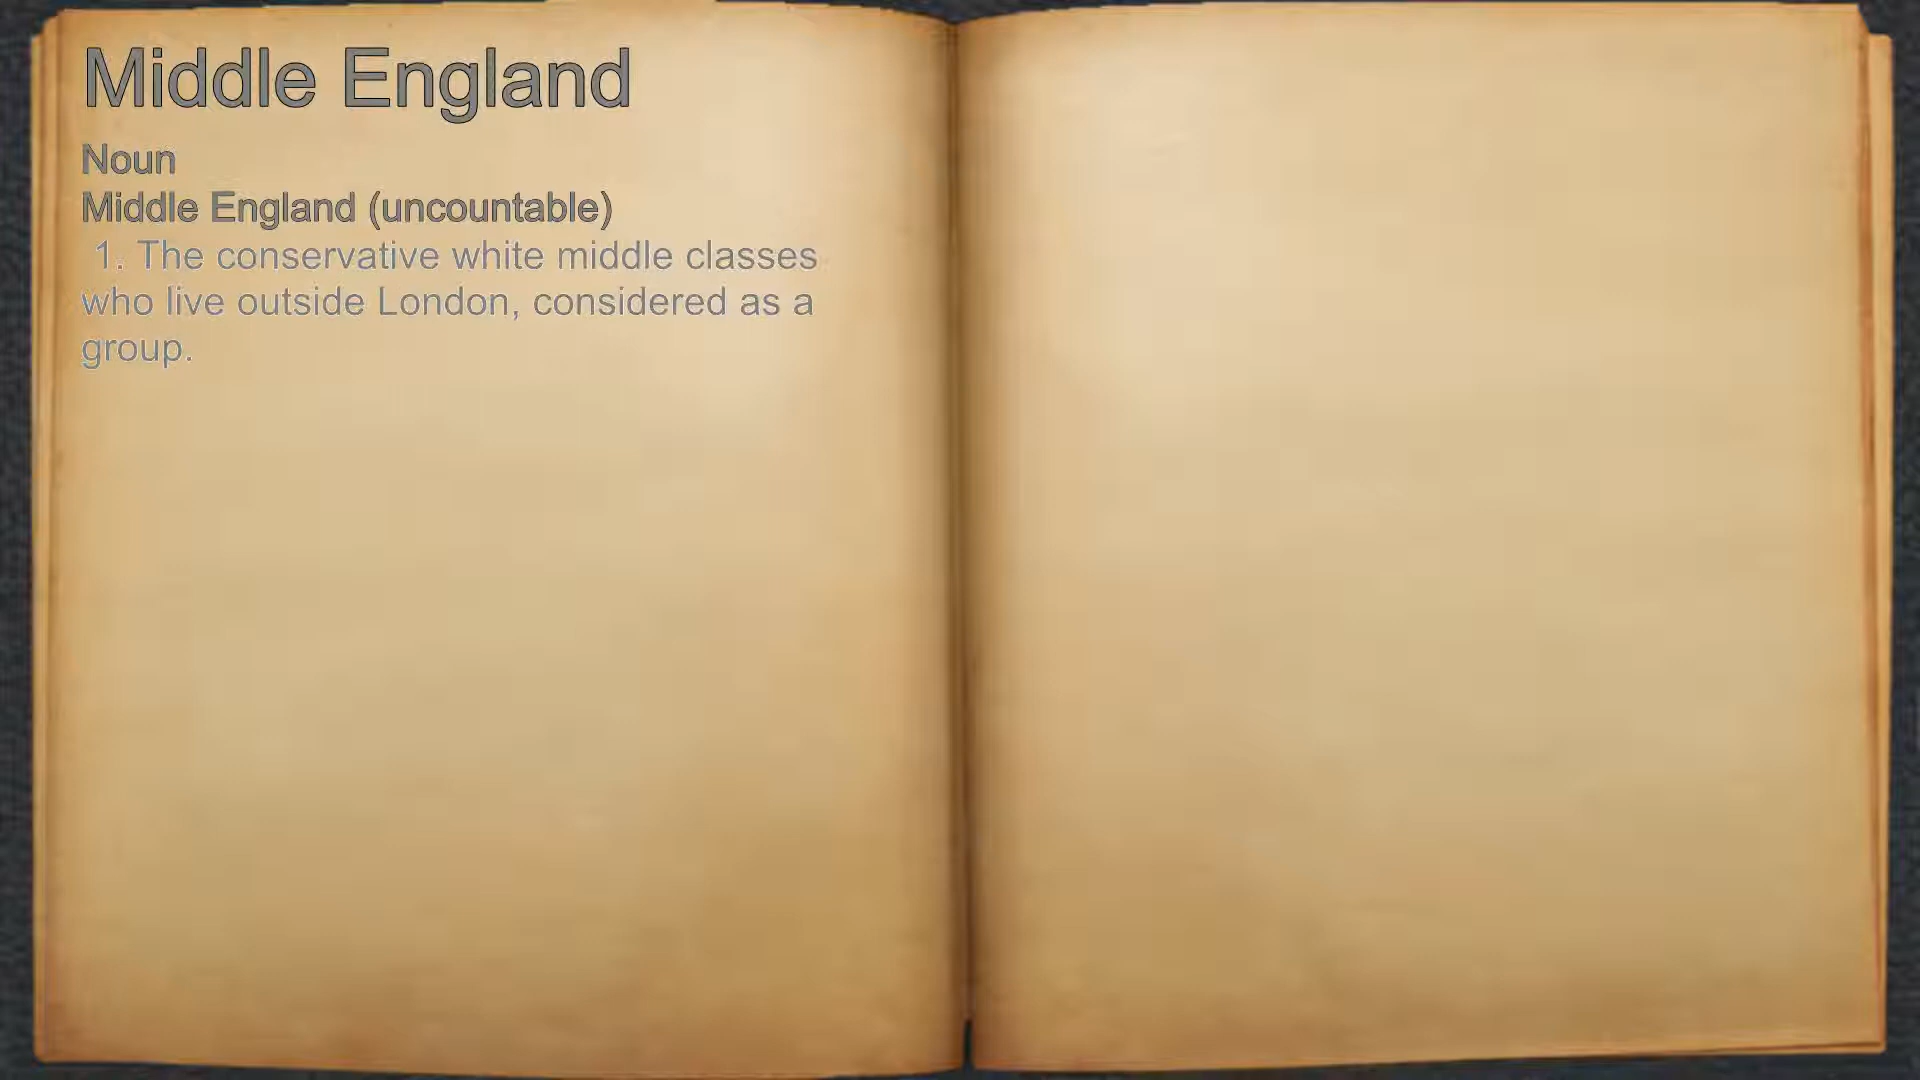 Middle England
Noun
Middle England (uncountable)
1. The conservative white middle classes
who live outside London, considered as a
group.